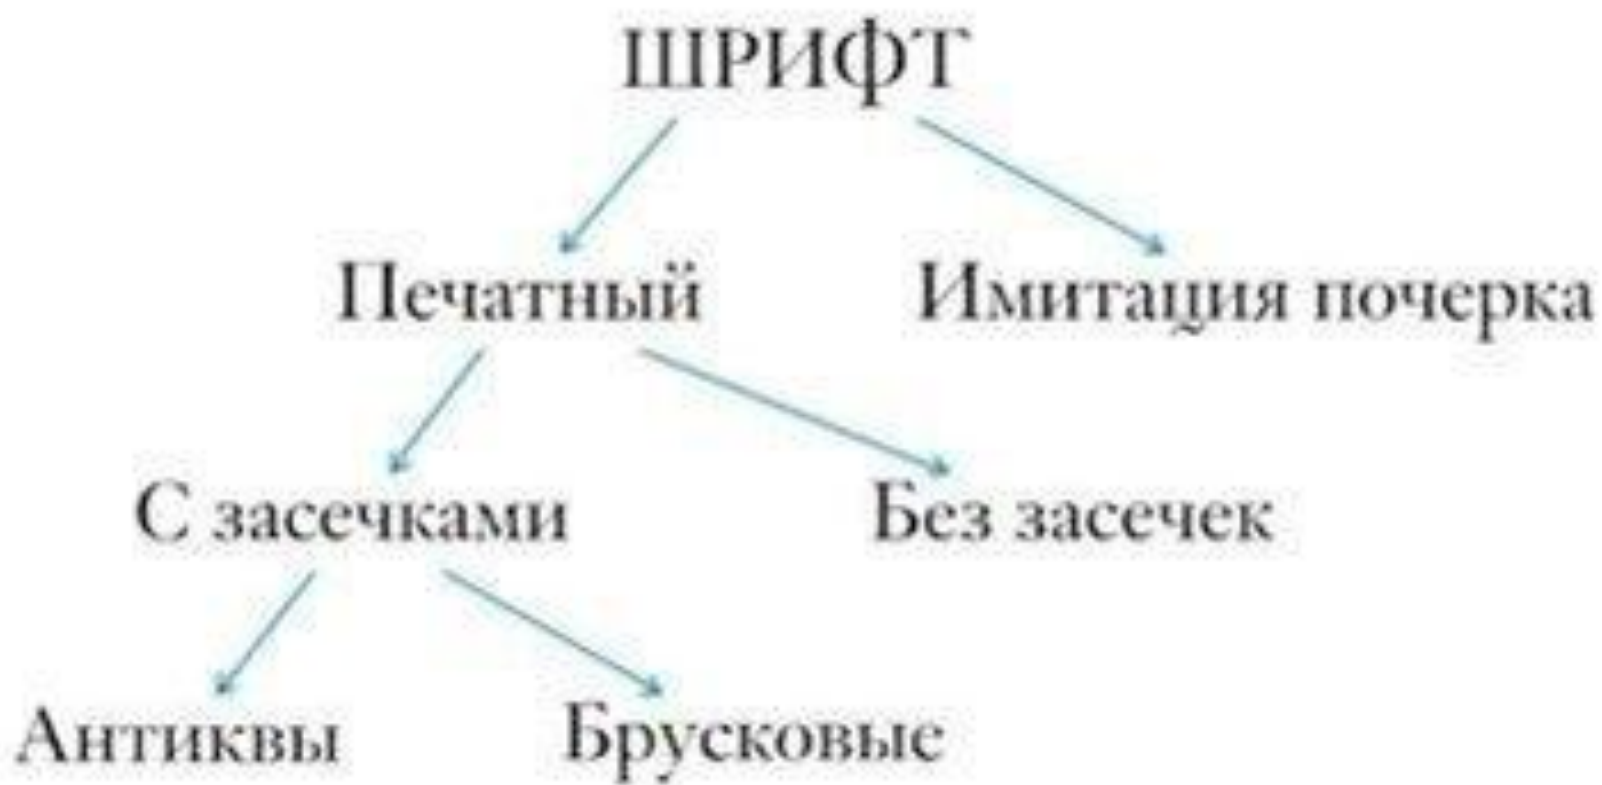 ШРИФТ
Печатный Имитация почерка
С засечками Без засечек
Антиквы Брусковые